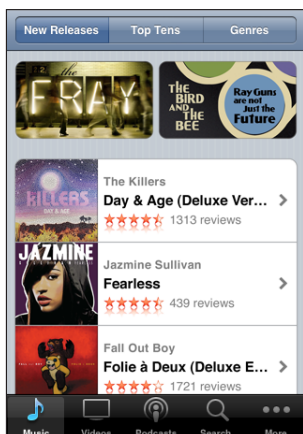 New Releases Top Tens Genres
the
FRAY
THE
BIRD
AND
THE
BEE
Ray Guns
are not
Just the
Future
The Killers
KILLERS
DAY & AGE
Day & Age (Deluxe Ver...
1313 reviews
JAZMINE
Jazmine Sullivan
Fearless
439 reviews
Fall Out Boy
Folie à Deux (Deluxe E...
1721 reviews
Music Videos Podcasts Search More